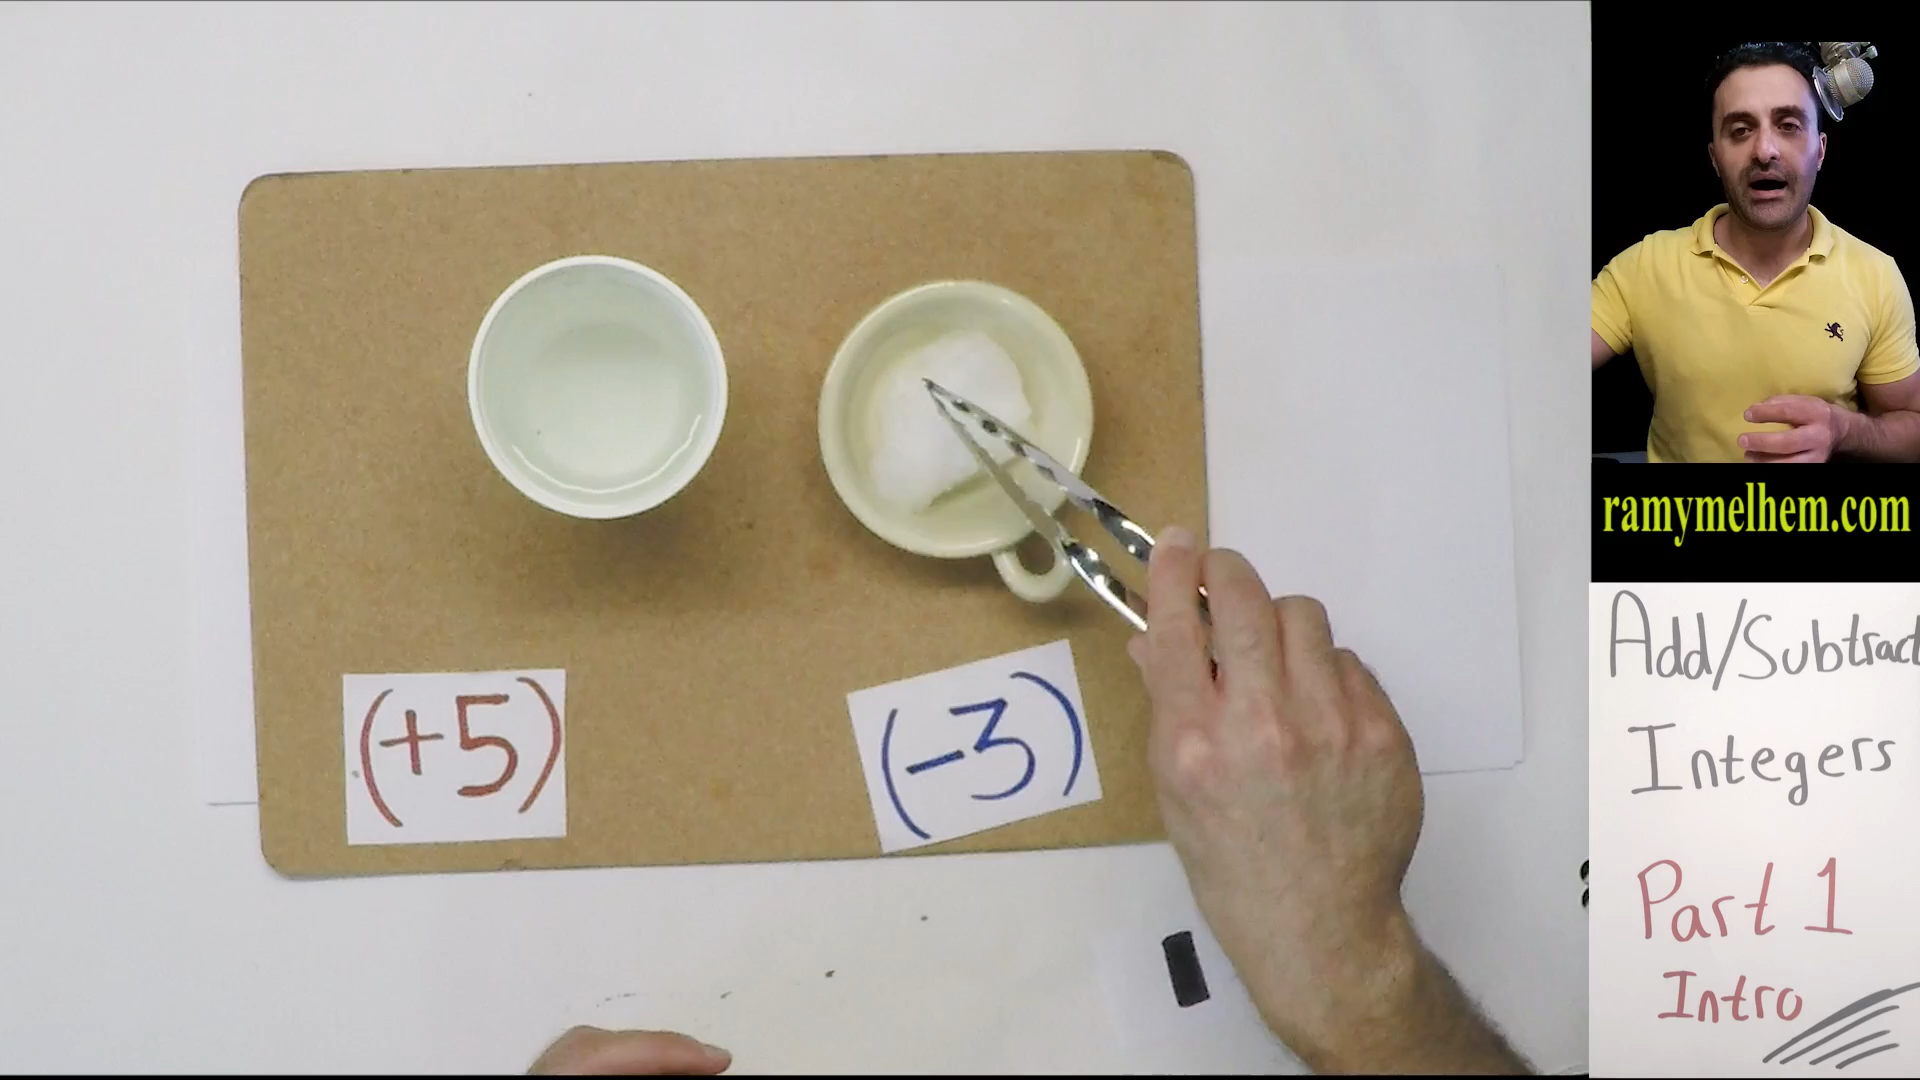 (+5)
(-3)
ramymelhem.com
Add/Subtract
Integers
Part 1
Intro